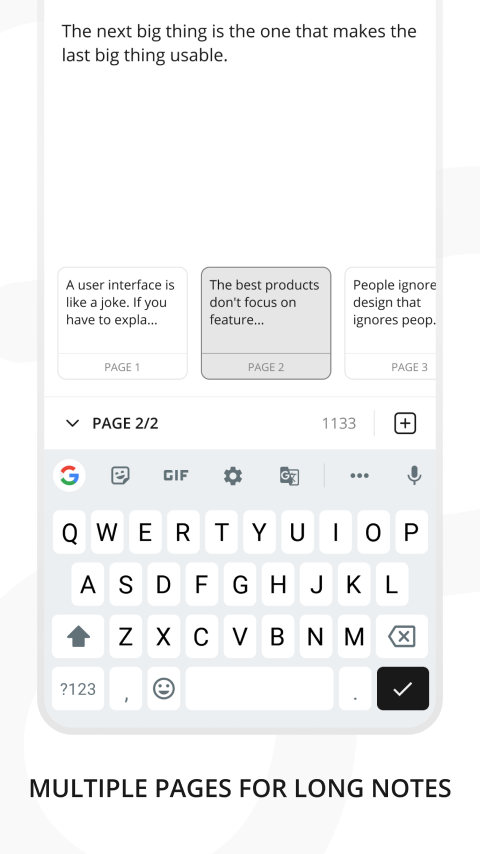 The next big thing is the one that makes the
last big thing usable.
A user interface is
like a joke. If you
have to expla...
PAGE 1
The best products
don't focus on
feature...
PAGE 2
People ignore
design that
ignores peop.
PAGE 3
PAGE 2/2
1133
GIF
Q W E R T Y U I O P
A S D F G H J K L
Z X C V B N M
?123 , .
MULTIPLE PAGES FOR LONG NOTES